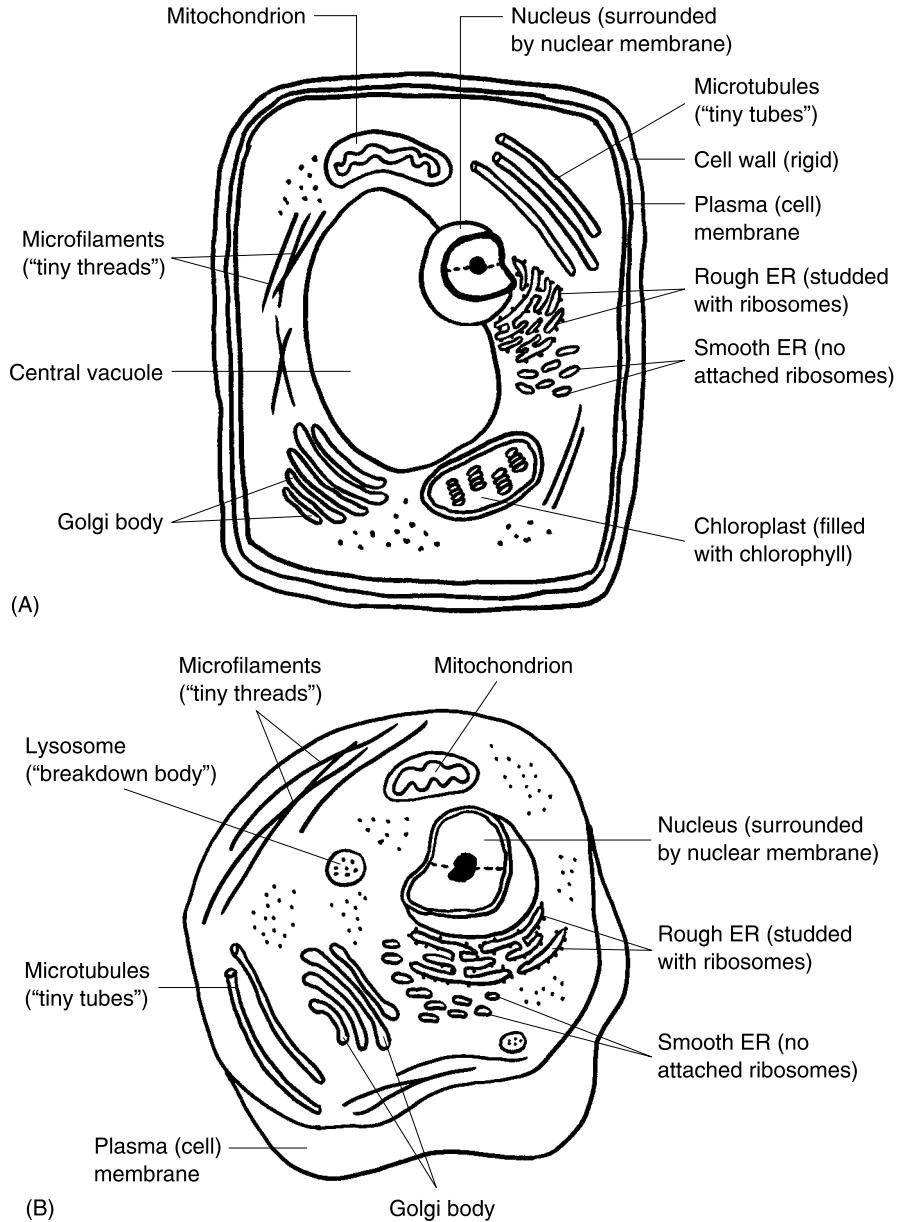 Mitochondrion
Nucleus (surrounded
by nuclear membrane)
Microtubules
(“tiny tubes”)
Cell wall (rigid)
Plasma (cell)
membrane
Microfilaments
(“tiny threads”)
Rough ER (studded
with ribosomes)
Smooth ER (no
attached ribosomes)
Central vacuole
Golgi body
Chloroplast (filled
with chlorophyll)
(A)
Microfilaments
(“tiny threads”)
Mitochondrion
Lysosome
(“breakdown body”)
Nucleus (surrounded
by nuclear membrane)
Rough ER (studded
with ribosomes)
Microtubules
(“tiny tubes”)
Smooth ER (no
attached ribosomes)
Plasma (cell)
membrane
Golgi body
(B)